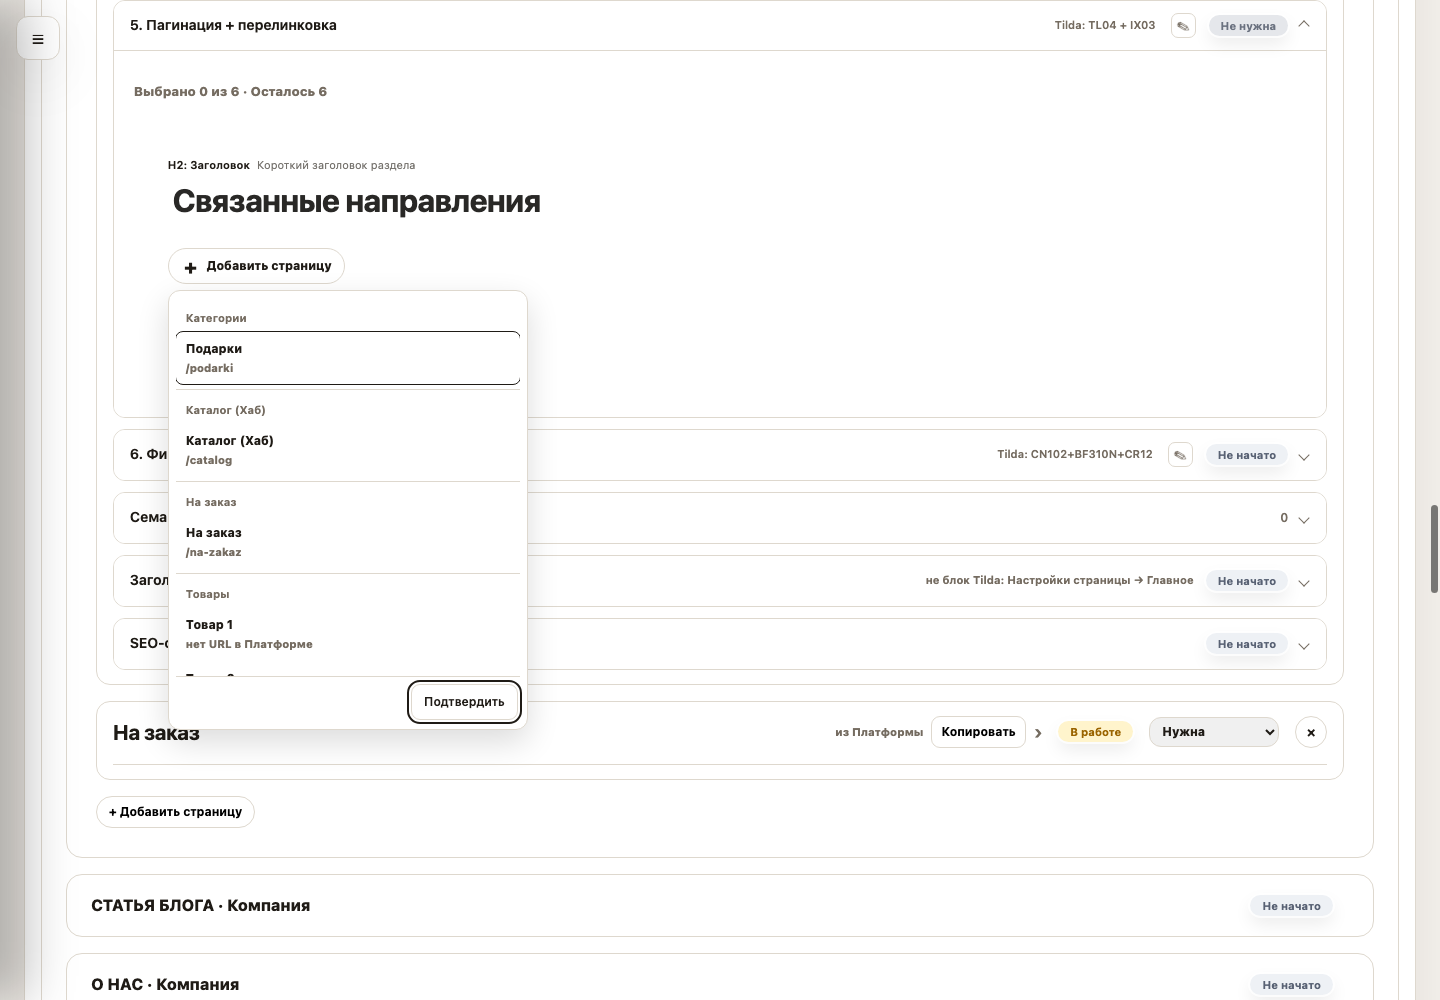 5. Пагинация + перелинковка
Tilda: TL04 + IX03
Не нужна
Выбрано 0 из 6 · Осталось 6
H2: Заголовок Короткий заголовок раздела
Связанные направления
+ Добавить страницу
Категории
Подарки
/podarki
Каталог (Хаб)
Каталог (Хаб)
/catalog
На заказ
На заказ
/na-zakaz
Товары
Товар 1
нет URL в Платформе
Подтвердить
6. Фи
Tilda: CN102+BF310N+CR12
Не начато
Сема
0
Загол
не блок Tilda: Настройки страницы → Главное
Не начато
SEO-
Не начато
На заказ
из Платформы
Копировать
В работе
Нужна
+ Добавить страницу
СТАТЬЯ БЛОГА · Компания
Не начато
О НАС · Компания
Не начато